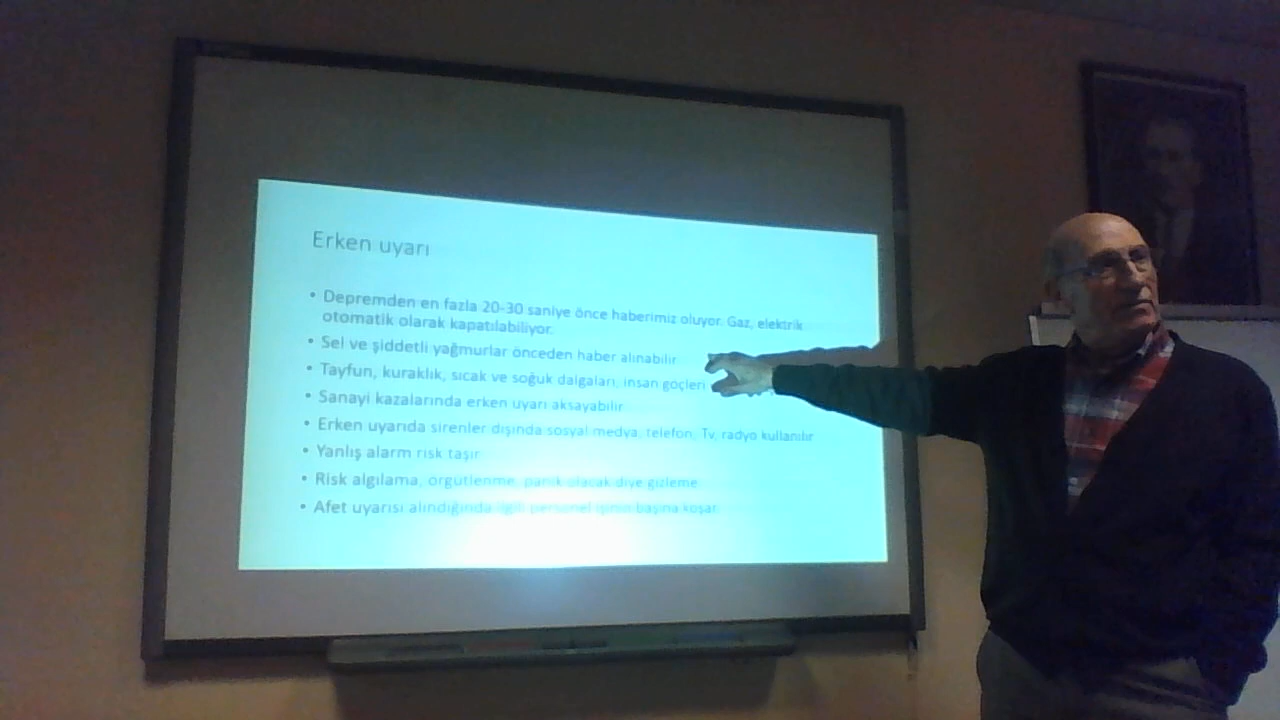 Erken uyarı
• Depremden en fazla 20-30 saniye önce haberimiz oluyor. Gaz, elektrik
otomatik olarak kapatılabiliyor.
• Sel ve şiddetli yağmurlar önceden haber alınabilir
• Tayfun, kuraklık, sıcak ve soğuk dalgaları, insan göçleri
• Sanayi kazalarında erken uyarı aksayabilir
• Erken uyarıda sirenler dışında sosyal medya, telefon, Tv, radyo kullanılır
• Yanlış alarm risk taşır
• Risk algılama, örgütlenme, panik olacak diye gizleme
• Afet uyarısı alındığında ilgili personel işinin başına koşar